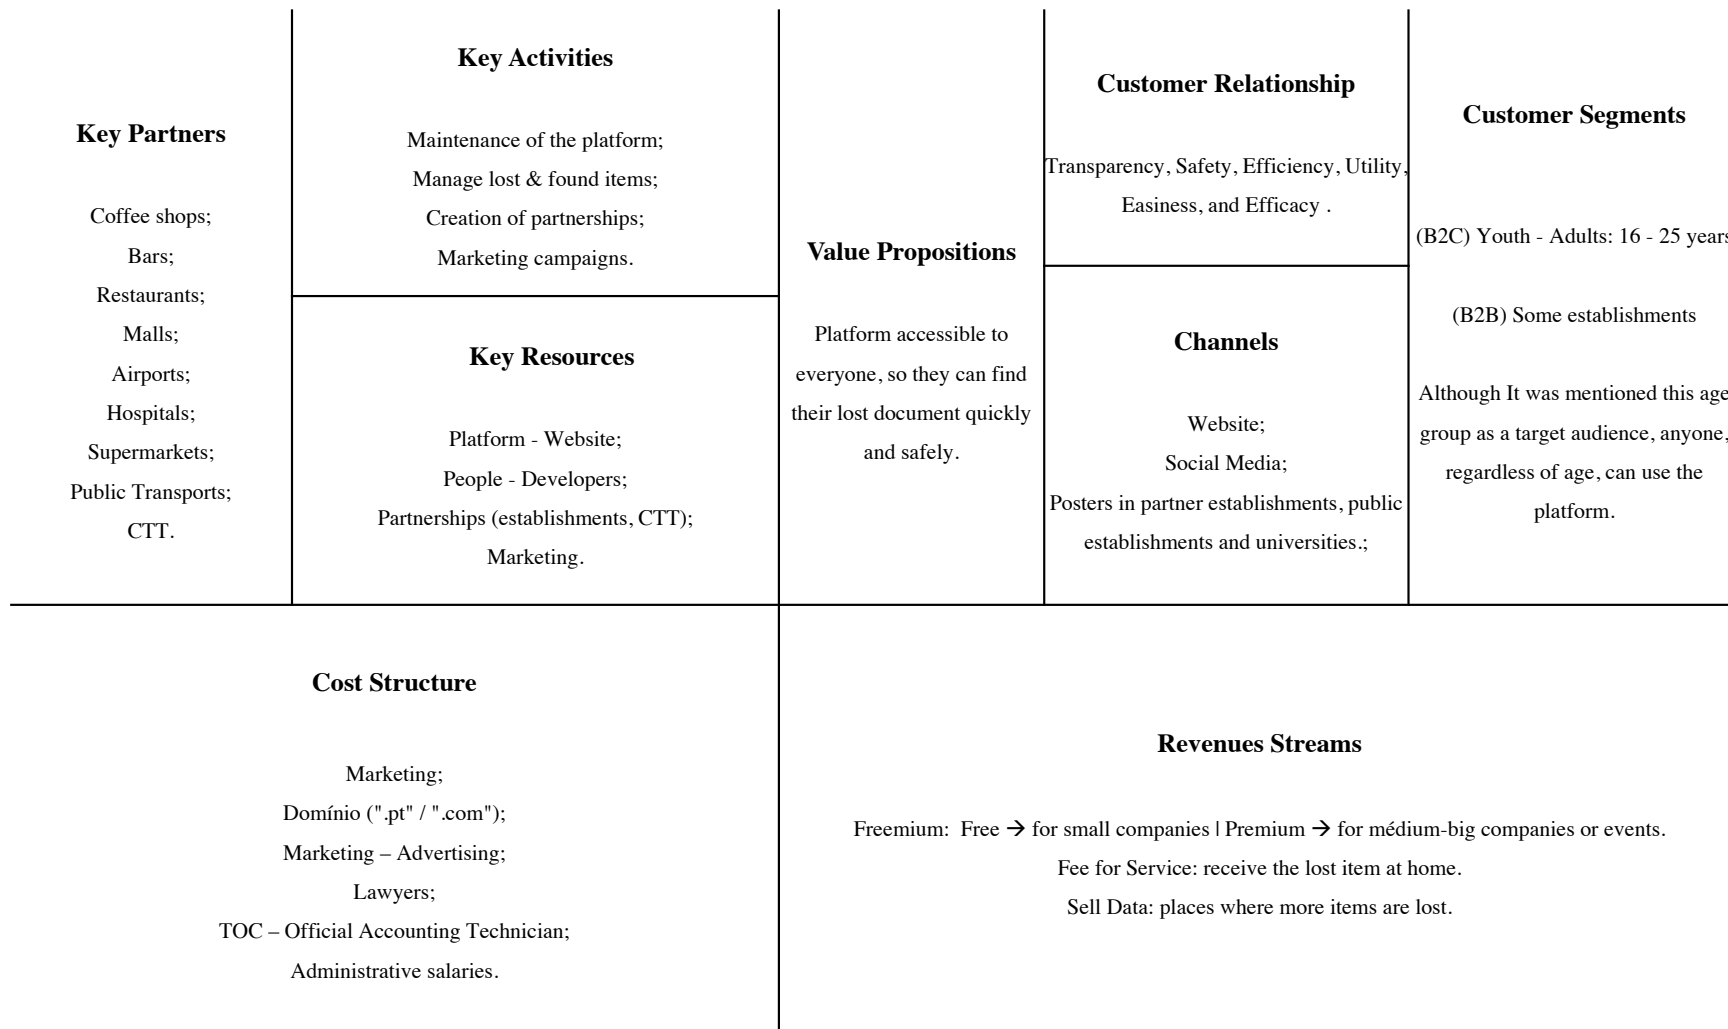 Key Partners
Coffee shops;
Bars;
Restaurants;
Malls;
Airports;
Hospitals;
Supermarkets;
Public Transports;
CTT.
Key Activities
Maintenance of the platform;
Manage lost & found items;
Creation of partnerships;
Marketing campaigns.
Key Resources
Platform - Website;
People - Developers;
Partnerships (establishments, CTT);
Marketing.
Value Propositions
Platform accessible to
everyone, so they can find
their lost document quickly
and safely.
Customer Relationship
Transparency, Safety, Efficiency, Utility,
Easiness, and Efficacy .
Channels
Website;
Social Media;
Posters in partner establishments, public
establishments and universities.;
Customer Segments
(B2C) Youth - Adults: 16 - 25 years
(B2B) Some establishments
Although It was mentioned this age
group as a target audience, anyone,
regardless of age, can use the
platform.
Cost Structure
Marketing;
Domínio (".pt" / ".com");
Marketing – Advertising;
Lawyers;
TOC – Official Accounting Technician;
Administrative salaries.
Revenues Streams
Freemium:  Free → for small companies | Premium → for médium-big companies or events.
Fee for Service: receive the lost item at home.
Sell Data: places where more items are lost.